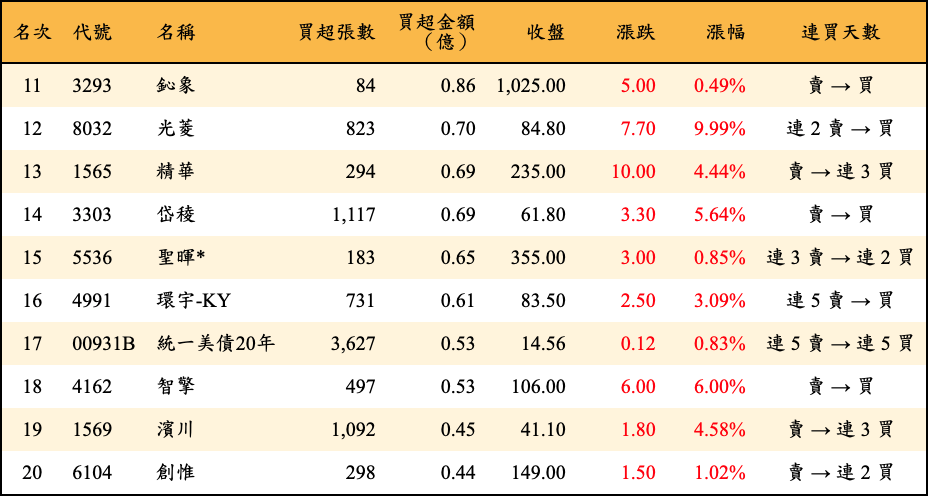 名次 代號 名稱 買超張數 買超金額（億） 收盤 漲跌 漲幅 連買天數
11 3293 鈊象 84 0.86 1,025.00 5.00 0.49% 賣 → 買
12 8032 光菱 823 0.70 84.80 7.70 9.99% 連 2 賣 → 買
13 1565 精華 294 0.69 235.00 10.00 4.44% 賣 → 連 3 買
14 3303 岱稜 1,117 0.69 61.80 3.30 5.64% 賣 → 買
15 5536 聖暉* 183 0.65 355.00 3.00 0.85% 連 3 賣 → 連 2 買
16 4991 環宇-KY 731 0.61 83.50 2.50 3.09% 連 5 賣 → 買
17 00931B 統一美債20年 3,627 0.53 14.56 0.12 0.83% 連 5 賣 → 連 5 買
18 4162 智擎 497 0.53 106.00 6.00 6.00% 賣 → 買
19 1569 濱川 1,092 0.45 41.10 1.80 4.58% 賣 → 連 3 買
20 6104 創惟 298 0.44 149.00 1.50 1.02% 賣 → 連 2 買